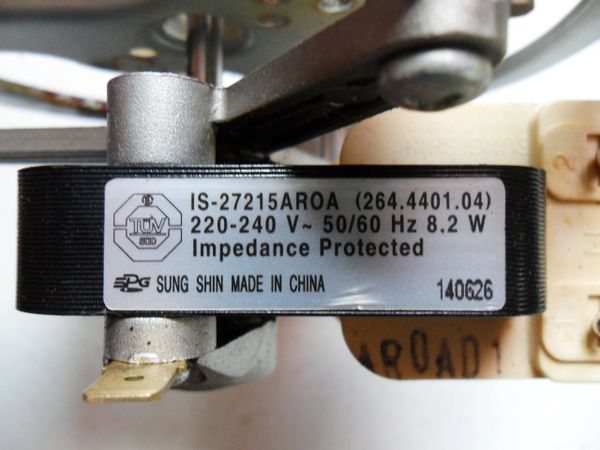 IS-27215AROA (264.4401.04)
220-240 V~ 50/60 Hz 8.2 W
Impedance Protected
TÜV
SÜD
SPG SUNG SHIN MADE IN CHINA
140626
AROAD1